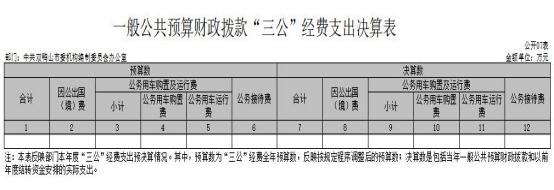 一般公共预算财政拨款“三公”经费支出决算表
公开07表
部门：中共双鸭山市委机构编制委员会办公室 金额单位：万元
预算数 决算数
合计 因公出国（境）费 公务用车购置及运行费 公务接待费 合计 因公出国（境）费 公务用车购置及运行费 公务接待费
小计 公务用车购置费 公务用车运行费 小计 公务用车购置费 公务用车运行费
1 2 3 4 5 6 7 8 9 10 11 12
注：本表反映部门本年度“三公”经费支出预决算情况。其中，预算数为“三公”经费全年预算数，反映按规定程序调整后的预算数；决算数是包括当年一般公共预算财政拨款和以前
年度结转资金安排的实际支出。